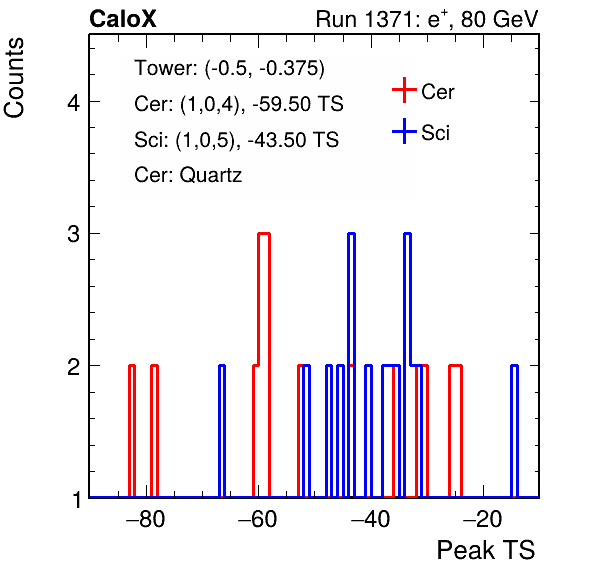 CaloX Run 1371: e⁺, 80 GeV
Counts
Tower: (-0.5, -0.375)
Cer: (1,0,4), -59.50 TS
Sci: (1,0,5), -43.50 TS
Cer: Quartz
Cer
Sci
4
3
2
1
−80 −60 −40 −20
Peak TS